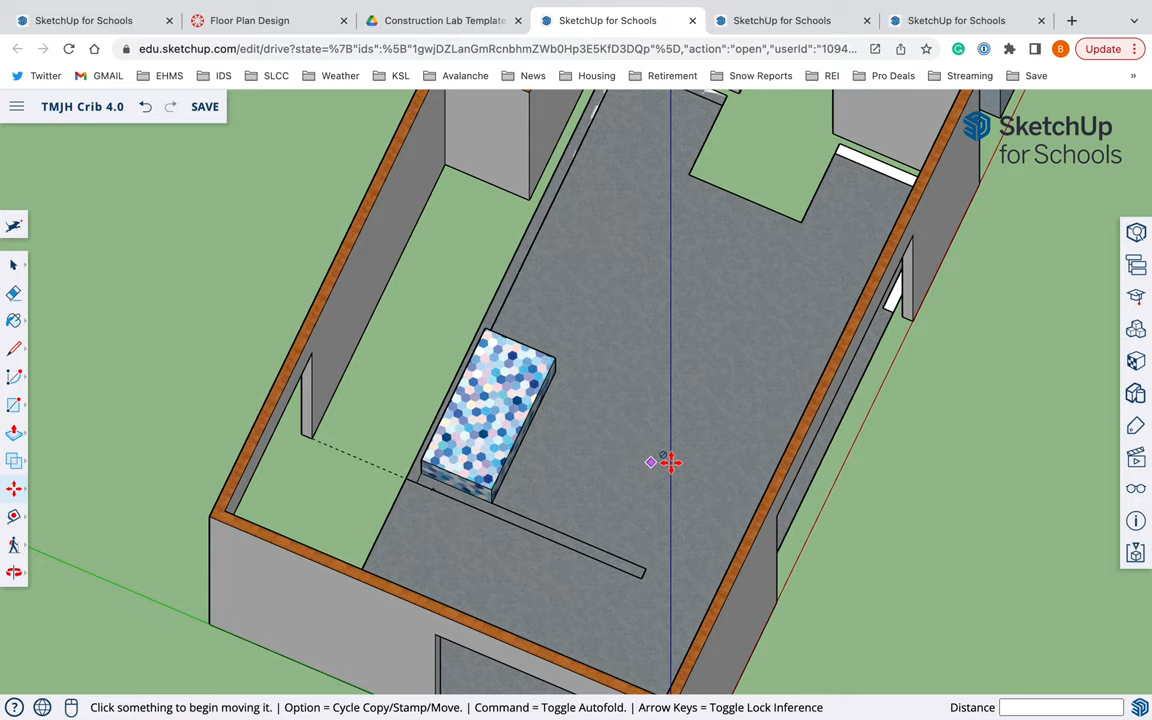 SketchUp for Schools
Floor Plan Design
Construction Lab Template
SketchUp for Schools
SketchUp for Schools
SketchUp for Schools
edu.sketchup.com/edit/drive?state=%7B"ids":%5B"1gwjDZLanGmRcnbhmZWb0Hp3E5KfD3DQp"%5D,"action":"open","userId":"1094...
B
Update
Twitter
GMAIL
EHMS
IDS
SLCC
Weather
KSL
Avalanche
News
Housing
Retirement
Snow Reports
REI
Pro Deals
Streaming
Save
»
TMJH Crib 4.0
SAVE
SketchUp
for Schools
Click something to begin moving it. | Option = Cycle Copy/Stamp/Move. | Command = Toggle Autofold. | Arrow Keys = Toggle Lock Inference
Distance